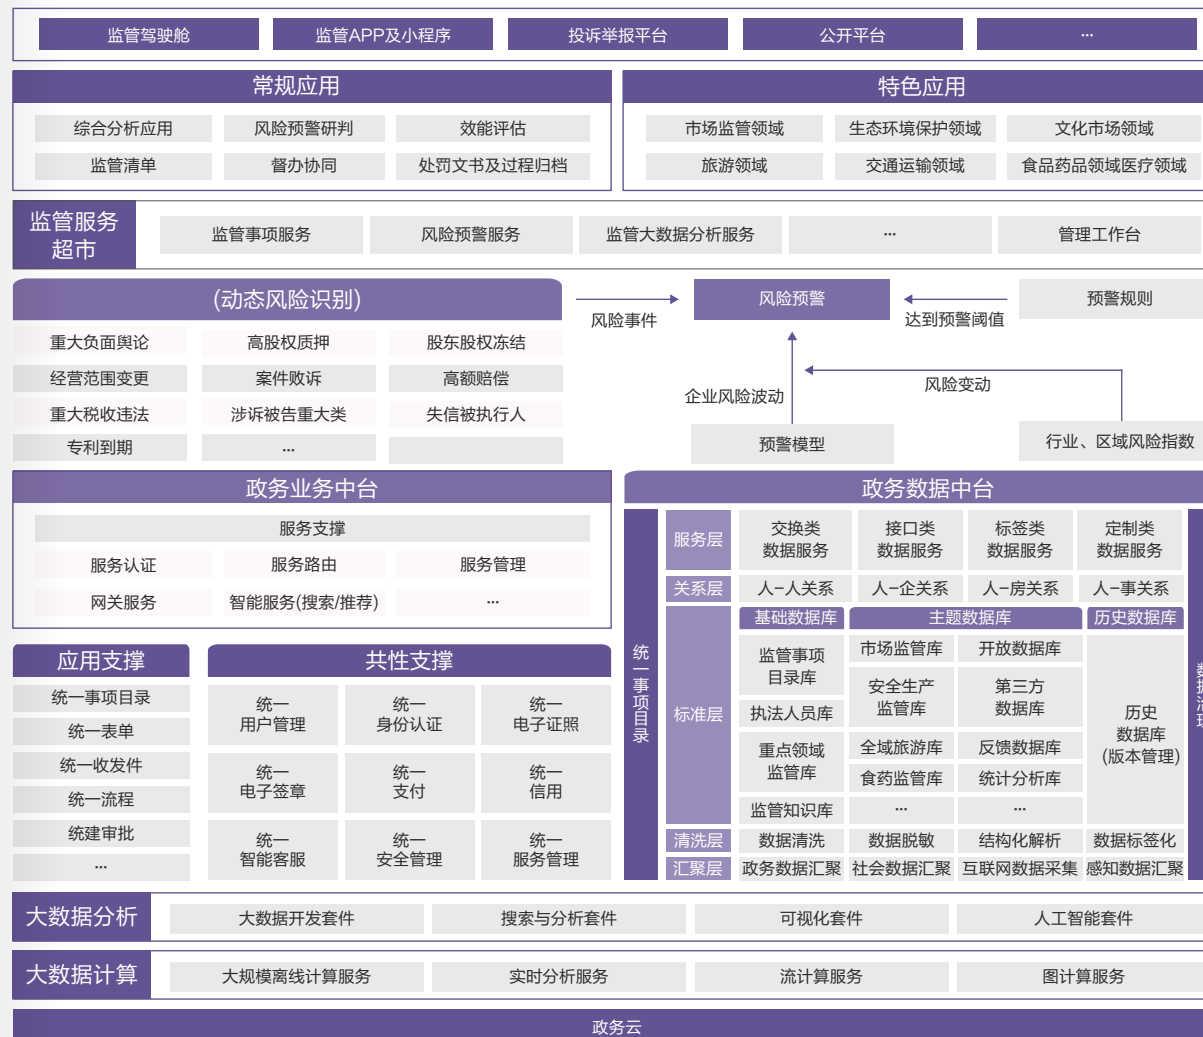 监管驾驶舱
监管APP及小程序
投诉举报平台
公开平台
...
常规应用
综合分析应用
风险预警研判
效能评估
监管清单
督办协同
处罚文书及过程归档
特色应用
市场监管领域
生态环境保护领域
文化市场领域
旅游领域
交通运输领域
食品药品领域医疗领域
监管服务
超市
监管事项服务
风险预警服务
监管大数据分析服务
...
管理工作台
(动态风险识别)
重大负面舆论
高股权质押
股东股权冻结
经营范围变更
案件败诉
高额赔偿
重大税收违法
涉诉被告重大类
失信被执行人
专利到期
...
风险事件
风险预警
达到预警阈值
预警规则
企业风险波动
风险变动
预警模型
行业、区域风险指数
政务业务中台
服务支撑
服务认证
服务路由
服务管理
网关服务
智能服务(搜索/推荐)
...
应用支撑
统一事项目录
统一表单
统一收发件
统一流程
统建审批
...
共性支撑
统一
用户管理
统一
身份认证
统一
电子证照
统一
电子签章
统一
支付
统一
信用
统一
智能客服
统一
安全管理
统一
服务管理
政务数据中台
统一事项目录
服务层
交换类
数据服务
接口类
数据服务
标签类
数据服务
定制类
数据服务
关系层
人-人关系
人-企关系
人-房关系
人-事关系
标准层
基础数据库
监管事项
目录库
执法人员库
重点领域
监管库
监管知识库
主题数据库
市场监管库
开放数据库
安全生产
监管库
第三方
数据库
全域旅游库
反馈数据库
食药监管库
统计分析库
...
...
历史数据库
历史
数据库
(版本管理)
清洗层
数据清洗
数据脱敏
结构化解析
数据标签化
汇聚层
政务数据汇聚
社会数据汇聚
互联网数据采集
感知数据汇聚
数据治理
大数据分析
大数据开发套件
搜索与分析套件
可视化套件
人工智能套件
大数据计算
大规模离线计算服务
实时分析服务
流计算服务
图计算服务
政务云